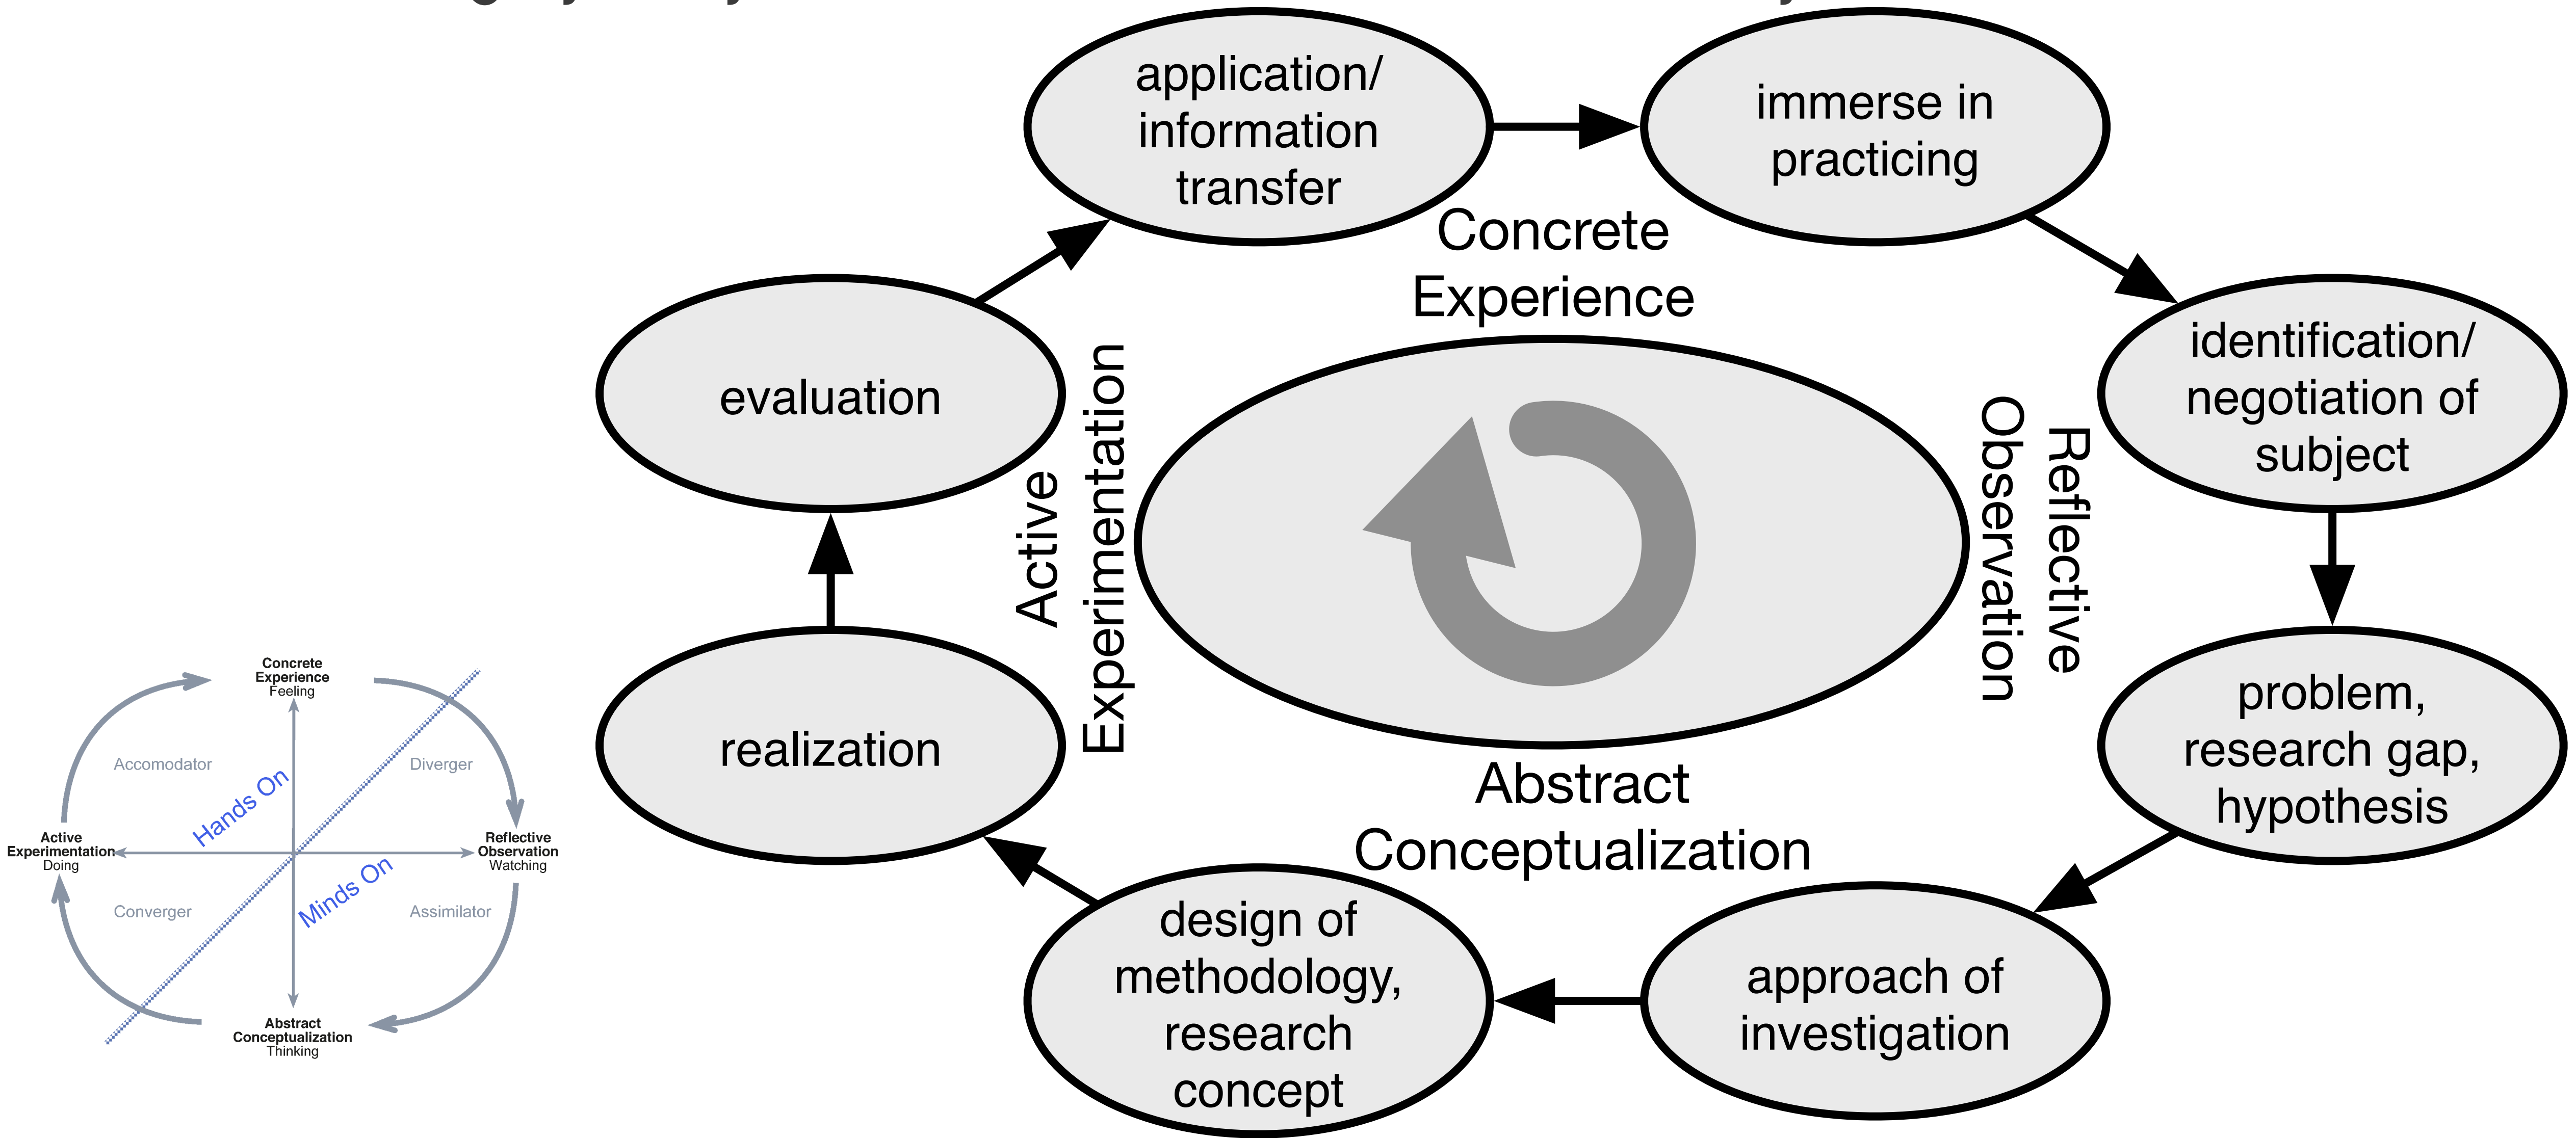 application/
information
transfer
immerse in
practicing
Concrete
Experience
identification/
negotiation of
subject
evaluation
Active
Experimentation
Reflective
Observation
problem,
research gap,
hypothesis
realization
Abstract
Conceptualization
design of
methodology,
research
concept
approach of
investigation
Concrete
Experience
Feeling
Accomodator
Diverger
Hands On
Active
Experimentation
Doing
Reflective
Observation
Watching
Minds On
Converger
Assimilator
Abstract
Conceptualization
Thinking